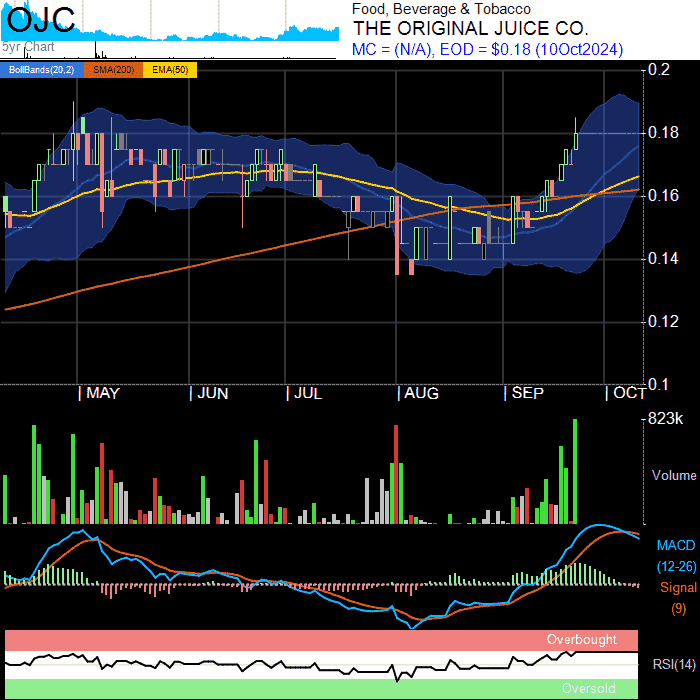 OJC
5yr Chart
Food, Beverage & Tobacco
THE ORIGINAL JUICE CO.
MC = (N/A), EOD = $0.18 (10Oct2024)
BollBands(20,2) SMA(200) EMA(50)
0.2
0.18
0.16
0.14
0.12
0.1
| MAY | JUN | JUL | AUG | SEP | OCT
823k
Volume
MACD
(12-26)
Signal
(9)
Overbought
RSI(14)
Oversold